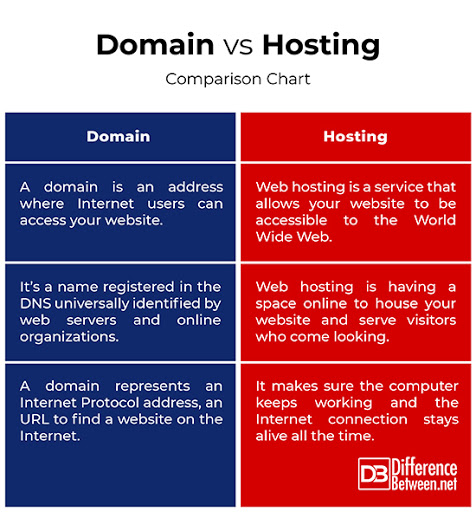 Domain vs Hosting
Comparison Chart
Domain
Hosting
A domain is an address
where Internet users can
access your website.
Web hosting is a service that
allows your website to be
accessible to the World
Wide Web.
It's a name registered in the
DNS universally identified by
web servers and online
organizations.
Web hosting is having a
space online to house your
website and serve visitors
who come looking.
A domain represents an
Internet Protocol address, an
URL to find a website on the
Internet.
It makes sure the computer
keeps working and the
Internet connection stays
alive all the time.
DB Difference
Between.net